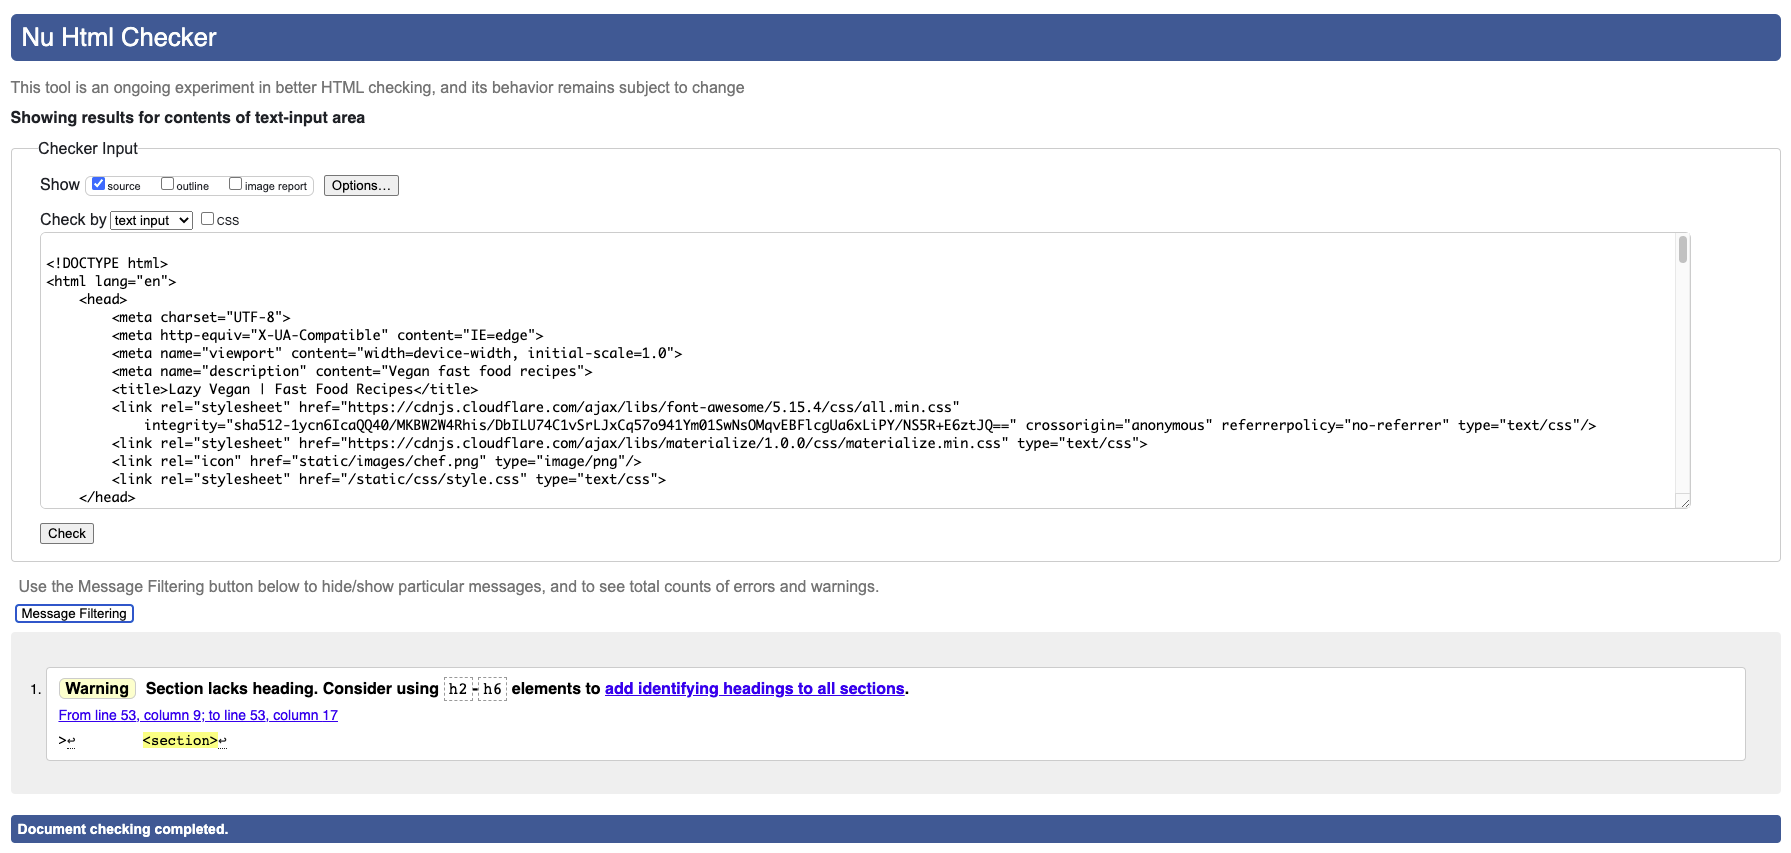 Nu Html Checker
This tool is an ongoing experiment in better HTML checking, and its behavior remains subject to change
Showing results for contents of text-input area
Checker Input
Show source outline image report Options…
Check by text input CSS
<!DOCTYPE html>
<html lang="en">
<head>
<meta charset="UTF-8">
<meta http-equiv="X-UA-Compatible" content="IE=edge">
<meta name="viewport" content="width=device-width, initial-scale=1.0">
<meta name="description" content="Vegan fast food recipes">
<title>Lazy Vegan | Fast Food Recipes</title>
<link rel="stylesheet" href="https://cdnjs.cloudflare.com/ajax/libs/font-awesome/5.15.4/css/all.min.css"
integrity="sha512-1ycn6IcaQQ40/MKBW2W4Rhis/DbILU74C1vSrLJxCq57o941Ym01SwNsOMqvEBFlcgUa6xLiPY/NS5R+E6ztJQ==" crossorigin="anonymous" referrerpolicy="no-referrer" type="text/css"/>
<link rel="stylesheet" href="https://cdnjs.cloudflare.com/ajax/libs/materialize/1.0.0/css/materialize.min.css" type="text/css">
<link rel="icon" href="static/images/chef.png" type="image/png"/>
<link rel="stylesheet" href="/static/css/style.css" type="text/css">
</head>
Check
Use the Message Filtering button below to hide/show particular messages, and to see total counts of errors and warnings.
Message Filtering
1. Warning Section lacks heading. Consider using h2-h6 elements to add identifying headings to all sections.
From line 53, column 9; to line 53, column 17
>↩ <section>↩
Document checking completed.